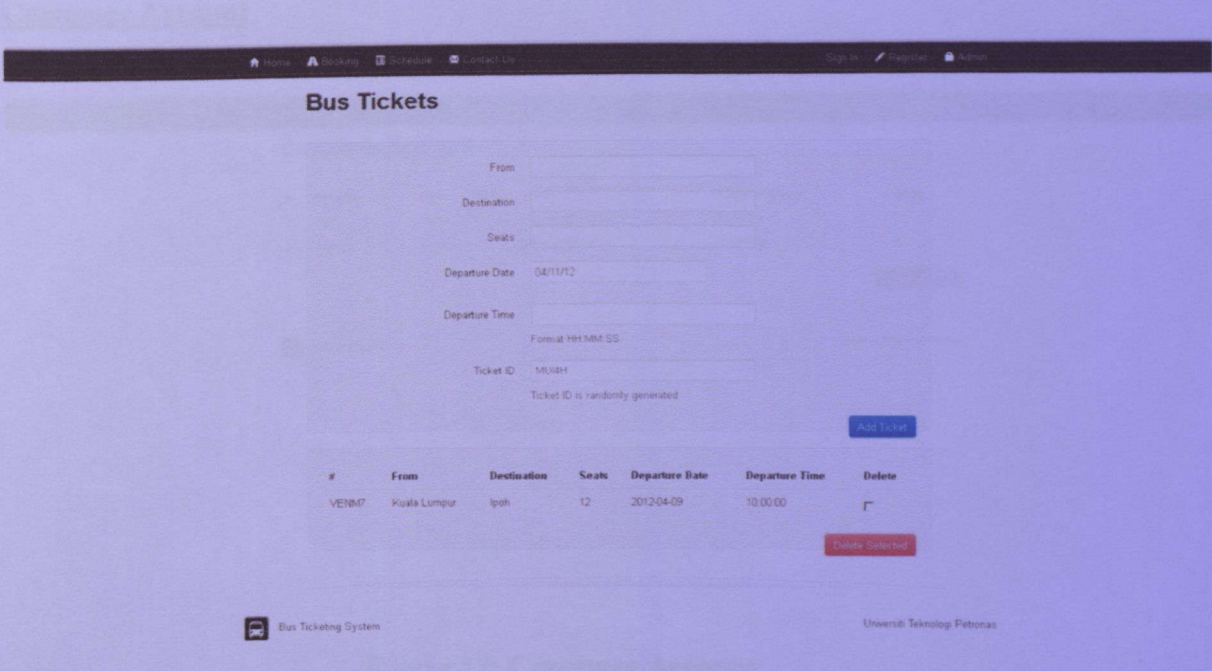 Home Booking Schedule Contact Us Sign In Register Admin
Bus Tickets
From
Destination
Seats
Departure Date 04/11/12
Departure Time
Format HH:MM:SS
Ticket ID
Ticket ID is randomly generated
Add Ticket
# From Destination Seats Departure Date Departure Time Delete
VENM7 Kuala Lumpur Ipoh 12 2012-04-09 10:00:00
Delete Selected
Bus Ticketing System Universiti Teknologi Petronas